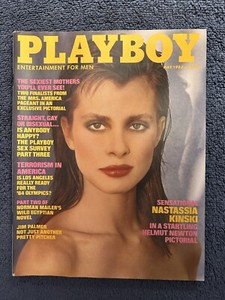 PLAYBOY
ENTERTAINMENT FOR MEN
THE SEXIEST MOTHERS
YOU'LL EVER SEE!
TWO FINALISTS FROM
THE MRS. AMERICA
PAGEANT IN AN
EXCLUSIVE PICTORIAL
STRAIGHT, GAY
OR BISEXUAL...
IS ANYBODY
HAPPY?
THE PLAYBOY
SEX SURVEY
PART THREE
TERRORISM IN
AMERICA
IS LOS ANGELES
REALLY READY
FOR THE
'84 OLYMPICS?
PART TWO OF
NORMAN MAILER'S
WILD EGYPTIAN
NOVEL
JIM PALMER
NOT JUST ANOTHER
PRETTY PITCHER
SENSATIONAL
NASTASSIA
KINSKI
IN A STARTLING
HELMUT NEWTON
PICTORIAL